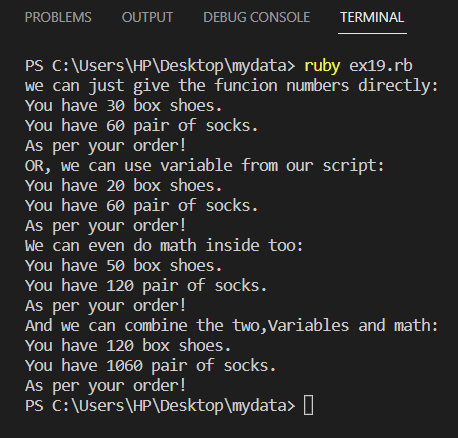 PROBLEMS OUTPUT DEBUG CONSOLE TERMINAL
PS C:\Users\HP\Desktop\mydata> ruby ex19.rb
we can just give the funcion numbers directly:
You have 30 box shoes.
You have 60 pair of socks.
As per your order!
OR, we can use variable from our script:
You have 20 box shoes.
You have 60 pair of socks.
As per your order!
We can even do math inside too:
You have 50 box shoes.
You have 120 pair of socks.
As per your order!
And we can combine the two,Variables and math:
You have 120 box shoes.
You have 1060 pair of socks.
As per your order!
PS C:\Users\HP\Desktop\mydata>